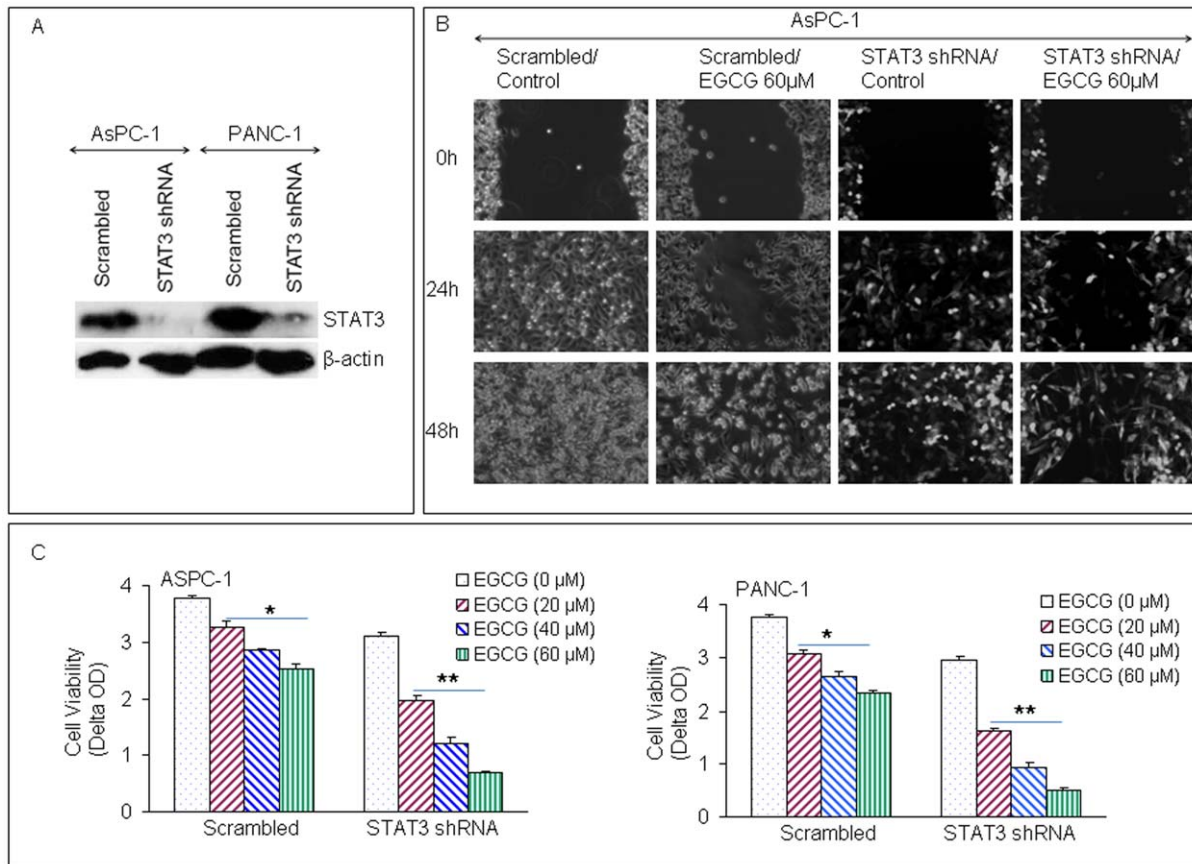 A
AsPC-1
PANC-1
Scrambled
STAT3 shRNA
Scrambled
STAT3 shRNA
STAT3
β-actin
B
AsPC-1
Scrambled/
Control
Scrambled/
EGCG 60µM
STAT3 shRNA/
Control
STAT3 shRNA/
EGCG 60µM
0h
24h
48h
C
ASPC-1
EGCG (0 µM)
EGCG (20 µM)
EGCG (40 µM)
EGCG (60 µM)
*
**
4
3
2
1
0
Cell Viability
(Delta OD)
Scrambled
STAT3 shRNA
PANC-1
EGCG (0 µM)
EGCG (20 µM)
EGCG (40 µM)
EGCG (60 µM)
*
**
4
3
2
1
0
Cell Viability
(Delta OD)
Scrambled
STAT3 shRNA